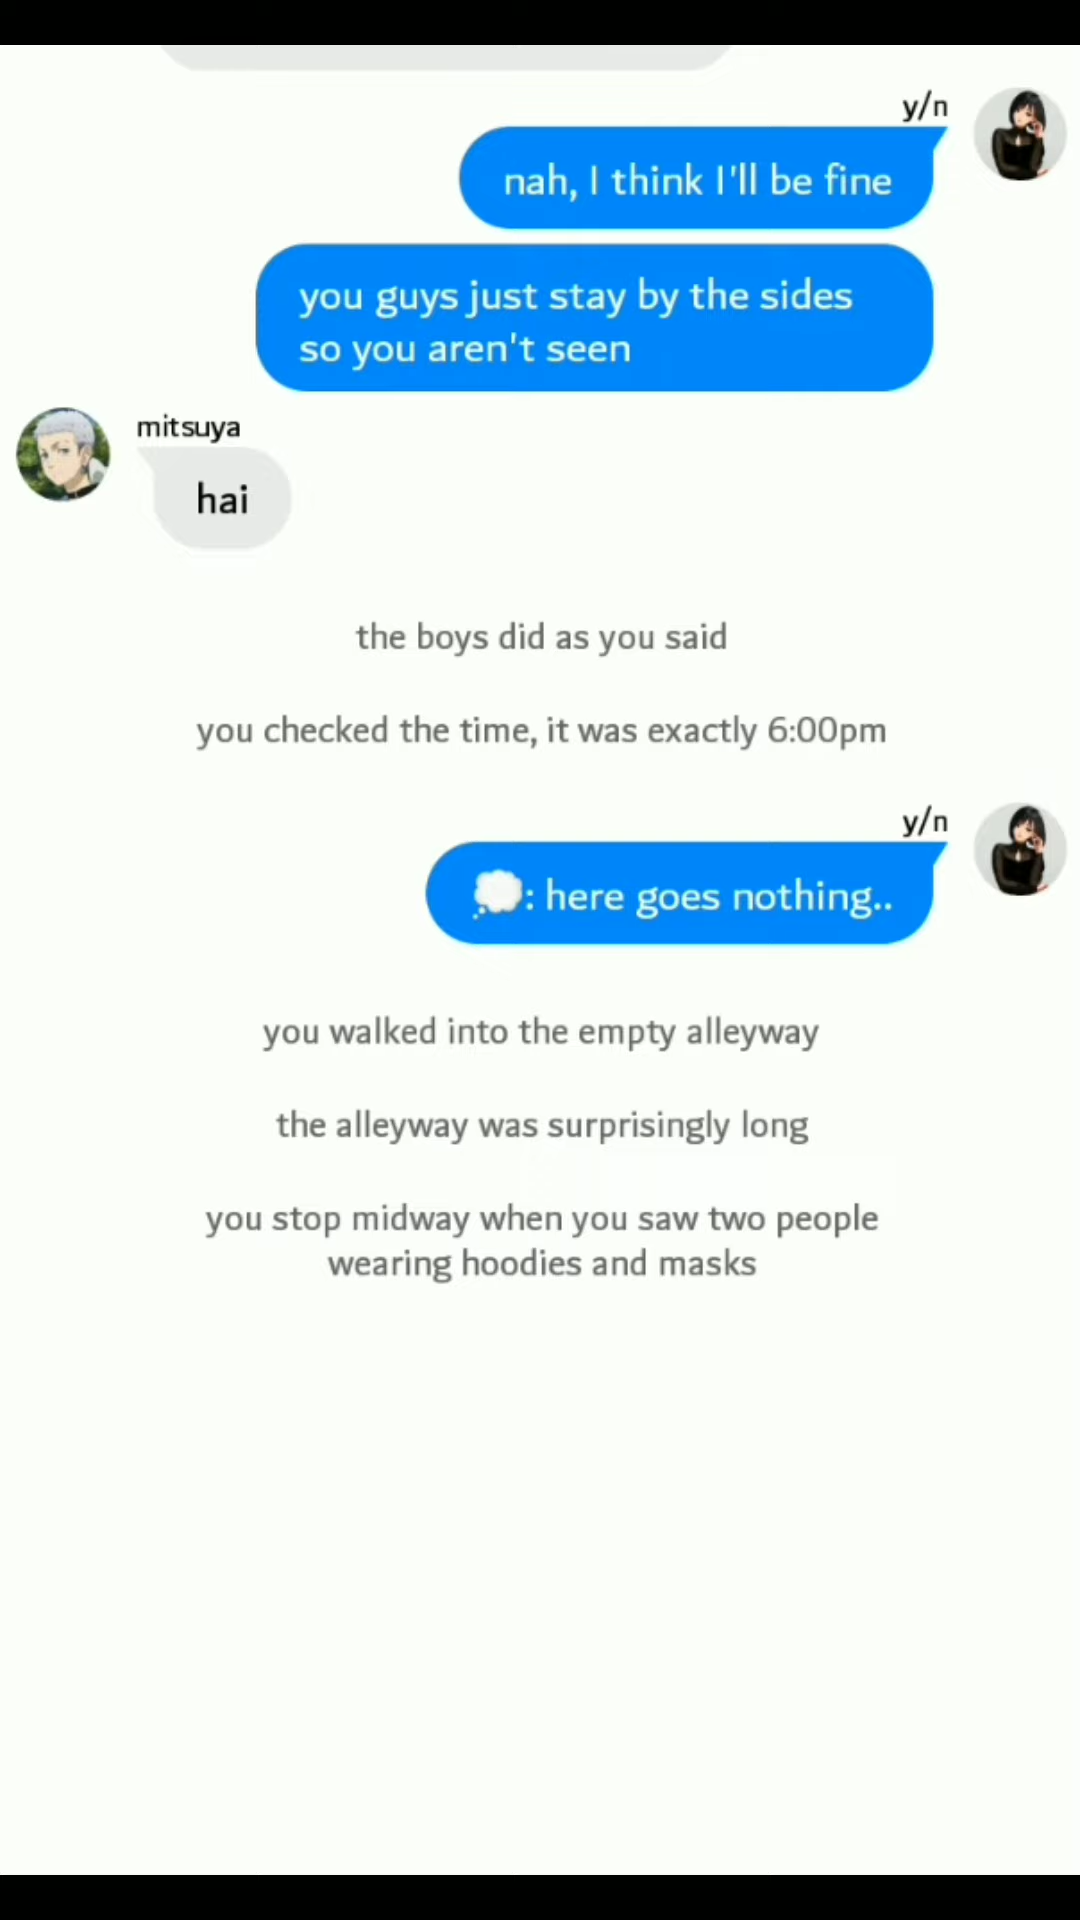 y/n
nah, I think I'll be fine
you guys just stay by the sides
so you aren't seen
mitsuya
hai
the boys did as you said
you checked the time, it was exactly 6:00pm
y/n
💭: here goes nothing..
you walked into the empty alleyway
the alleyway was surprisingly long
you stop midway when you saw two people
wearing hoodies and masks